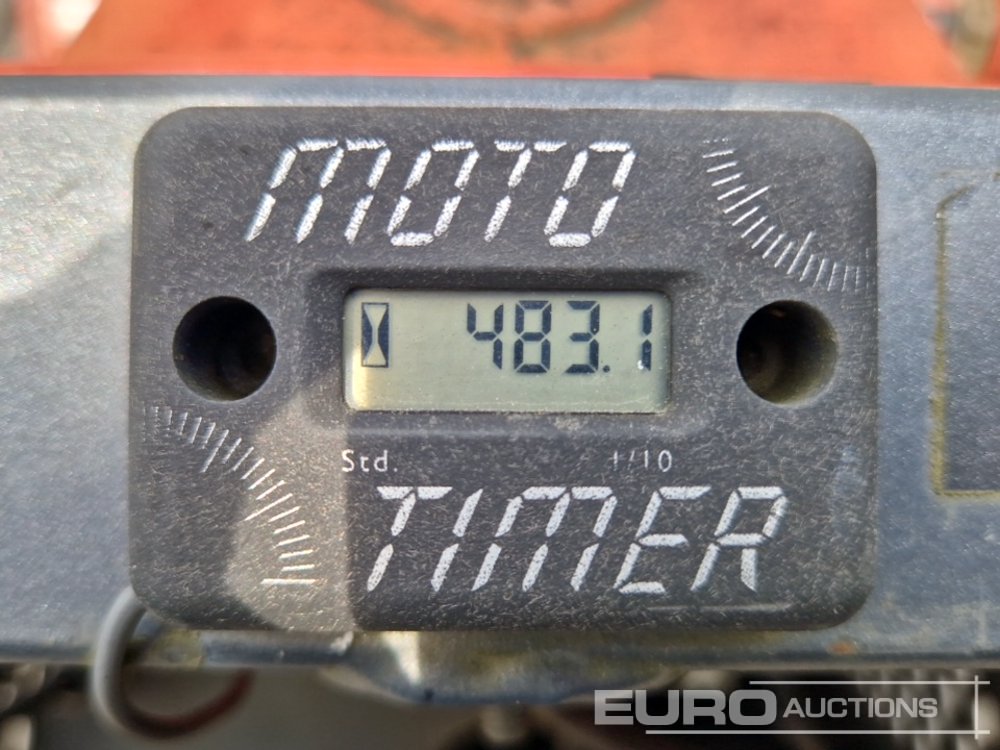 MOTO
483.1
Std. 1/10
TIMER
EURO AUCTIONS